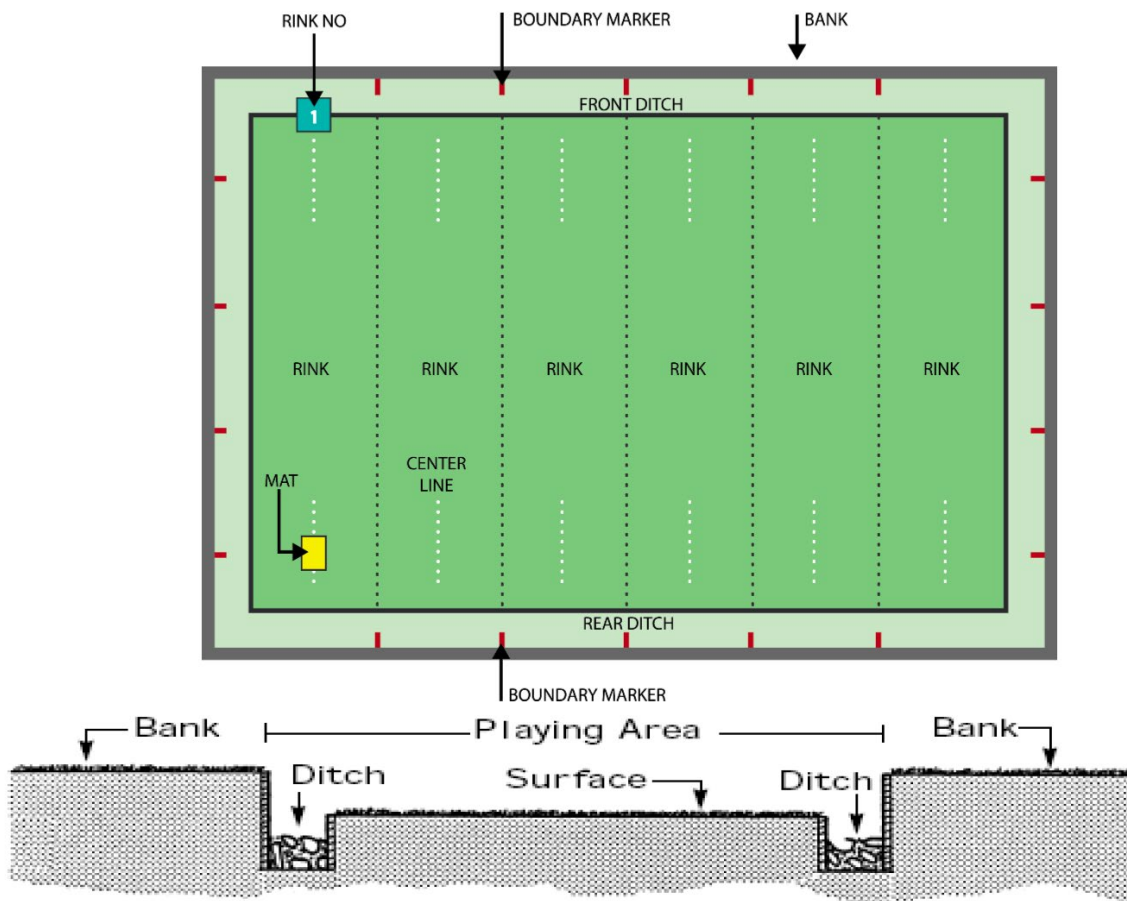 RINK NO
BOUNDARY MARKER
BANK
FRONT DITCH
1
RINK
RINK
RINK
RINK
RINK
RINK
CENTER
LINE
MAT
REAR DITCH
BOUNDARY MARKER
Bank
Playing Area
Bank
Ditch
Surface
Ditch